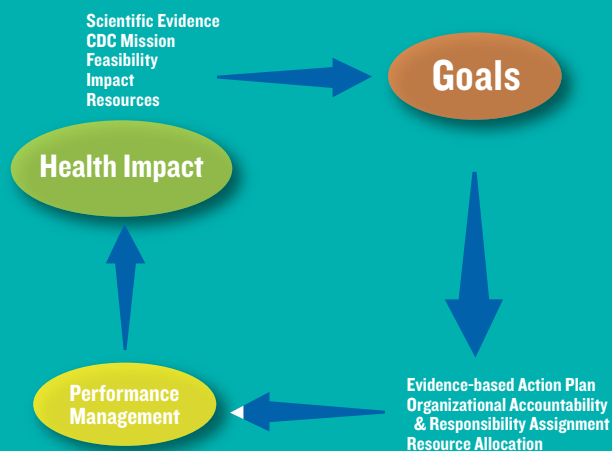 Scientific Evidence
CDC Mission
Feasibility
Impact
Resources
Goals
Health Impact
Performance
Management
Evidence-based Action Plan
Organizational Accountability
& Responsibility Assignment
Resource Allocation